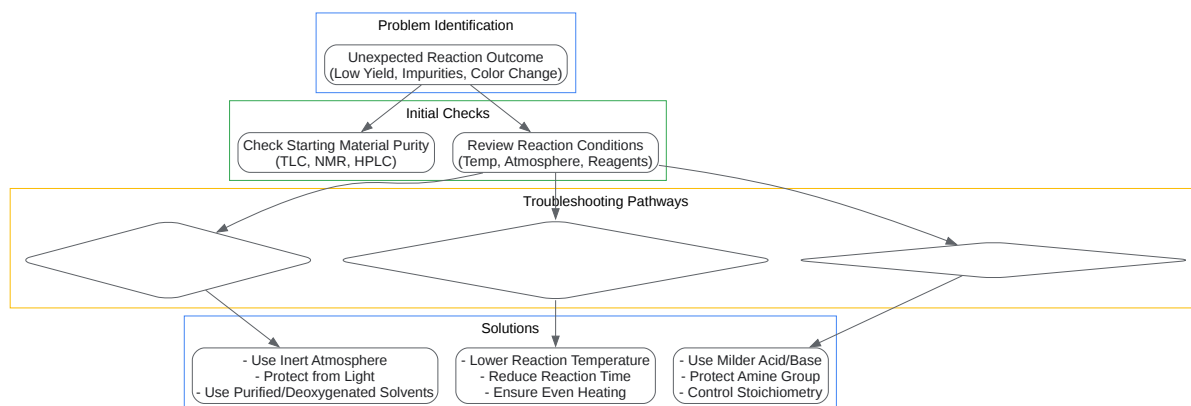 Problem Identification
Unexpected Reaction Outcome
(Low Yield, Impurities, Color Change)
Initial Checks
Check Starting Material Purity
(TLC, NMR, HPLC)
Review Reaction Conditions
(Temp, Atmosphere, Reagents)
Troubleshooting Pathways
Solutions
- Use Inert Atmosphere
- Protect from Light
- Use Purified/Deoxygenated Solvents
- Lower Reaction Temperature
- Reduce Reaction Time
- Ensure Even Heating
- Use Milder Acid/Base
- Protect Amine Group
- Control Stoichiometry